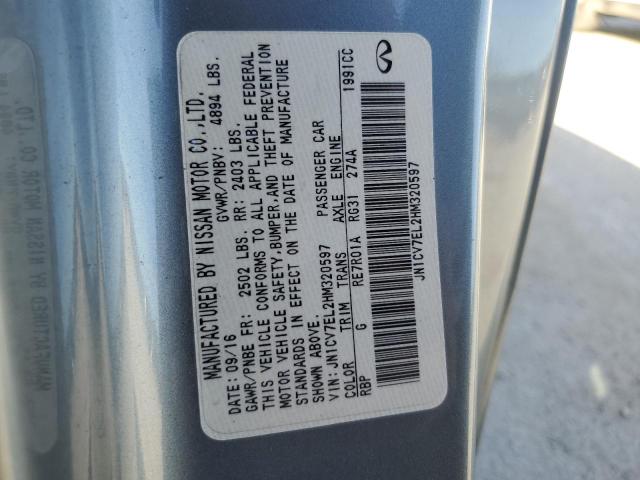 MANUFACTURED BY NISSAN MOTOR CO.,LTD.
DATE: 09/16 GVWR/PNBV: 4894 LBS.
GAWR/PNBE FR: 2502 LBS. RR: 2403 LBS.
THIS VEHICLE CONFORMS TO ALL APPLICABLE FEDERAL
MOTOR VEHICLE SAFETY,BUMPER,AND THEFT PREVENTION
STANDARDS IN EFFECT ON THE DATE OF MANUFACTURE
SHOWN ABOVE.
VIN: JN1CV7EL2HM320597 PASSENGER CAR
COLOR TRIM TRANS AXLE ENGINE
RBP G RE7R01A RG31 274A 1991CC
JN1CV7EL2HM320597